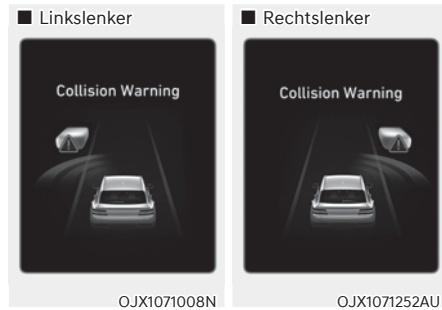 ■ Linkslenker
Collision Warning
OJX1071008N
■ Rechtslenker
Collision Warning
OJX1071252AU